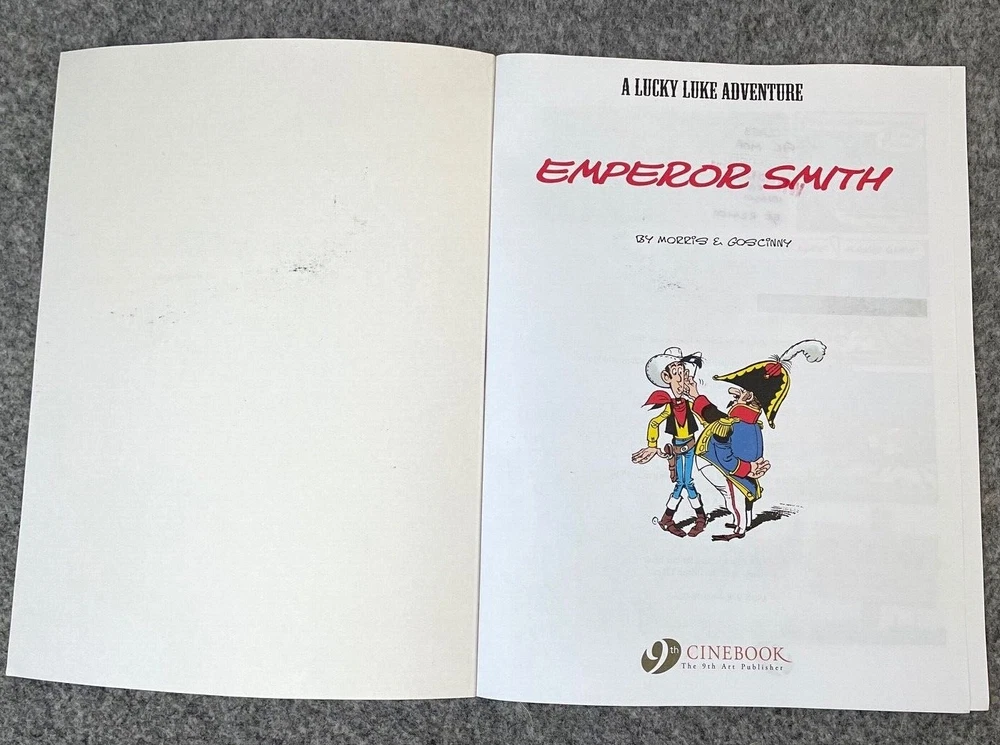 A LUCKY LUKE ADVENTURE
EMPEROR SMITH
BY MORRIS & GOSCINNY
9th CINEBOOK
The 9th Art Publisher